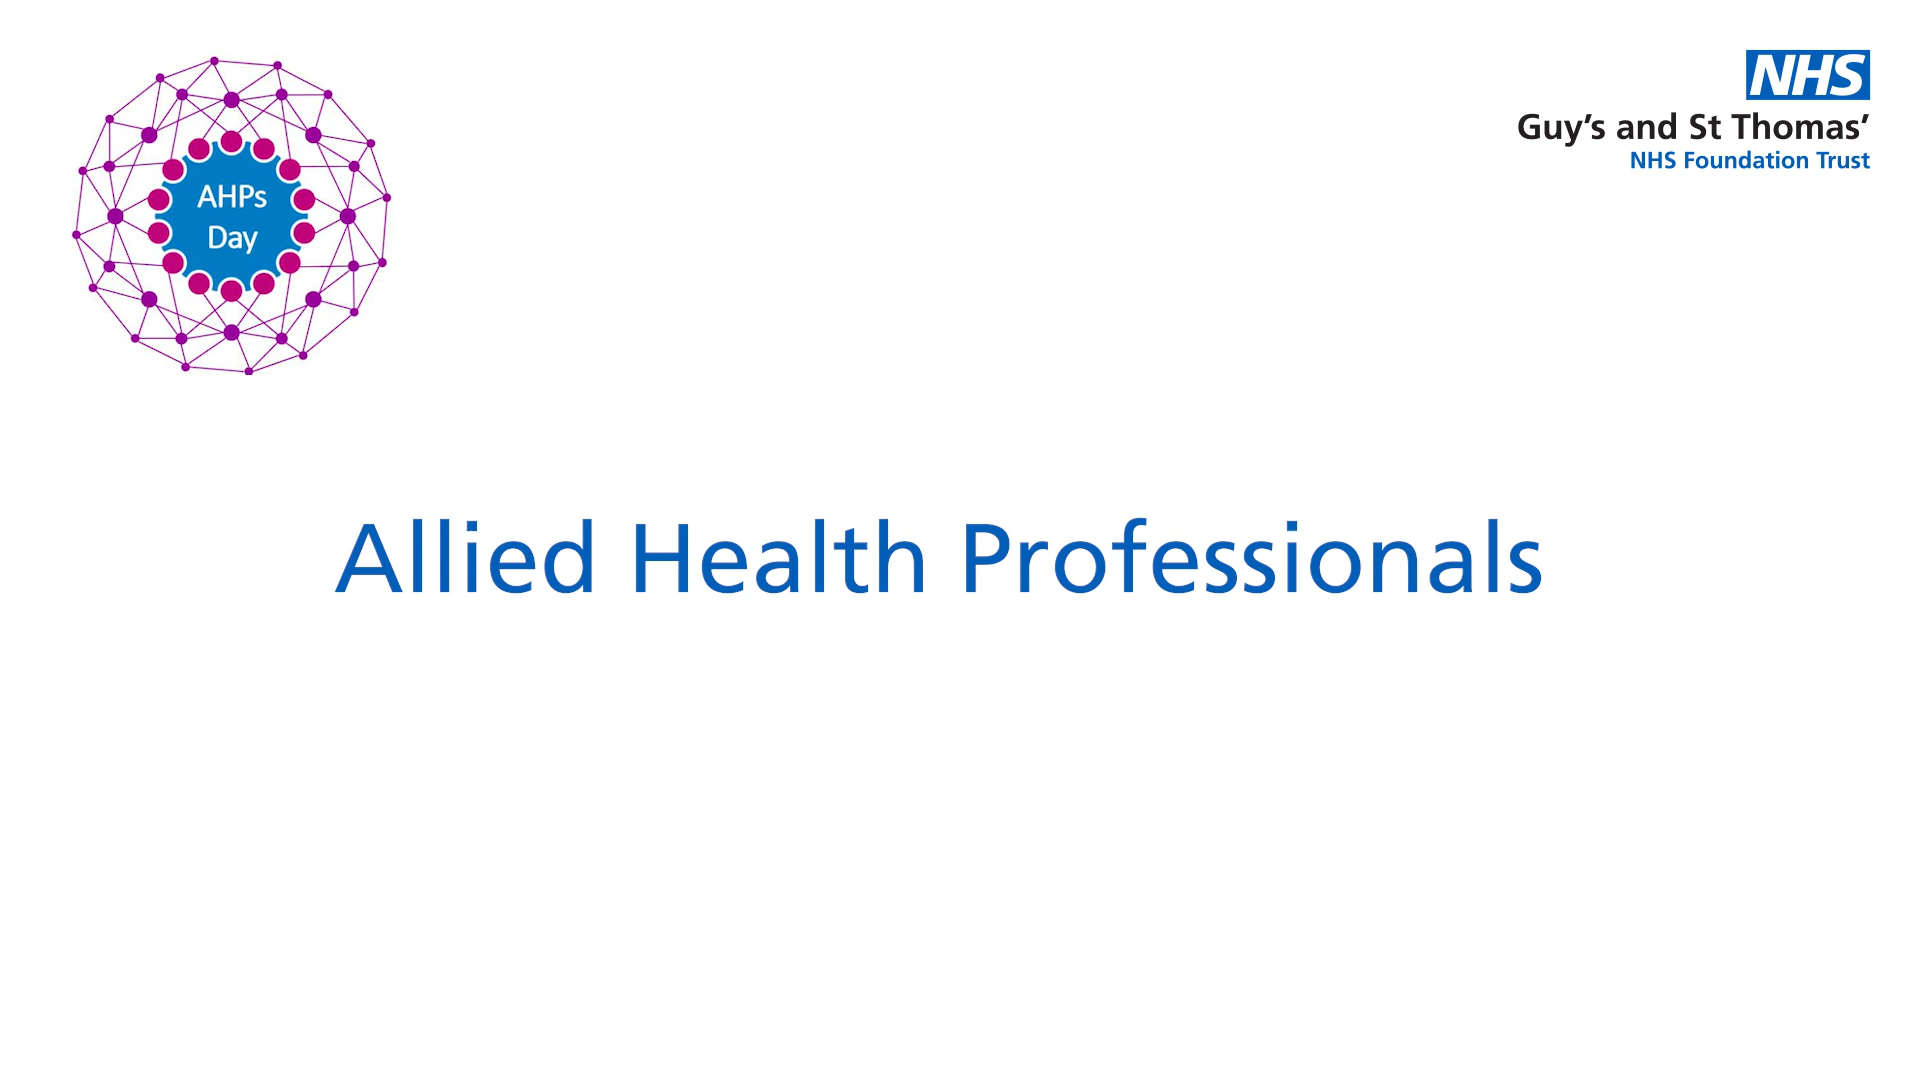 AHPs
Day
NHS
Guy’s and St Thomas’
NHS Foundation Trust
Allied Health Professionals